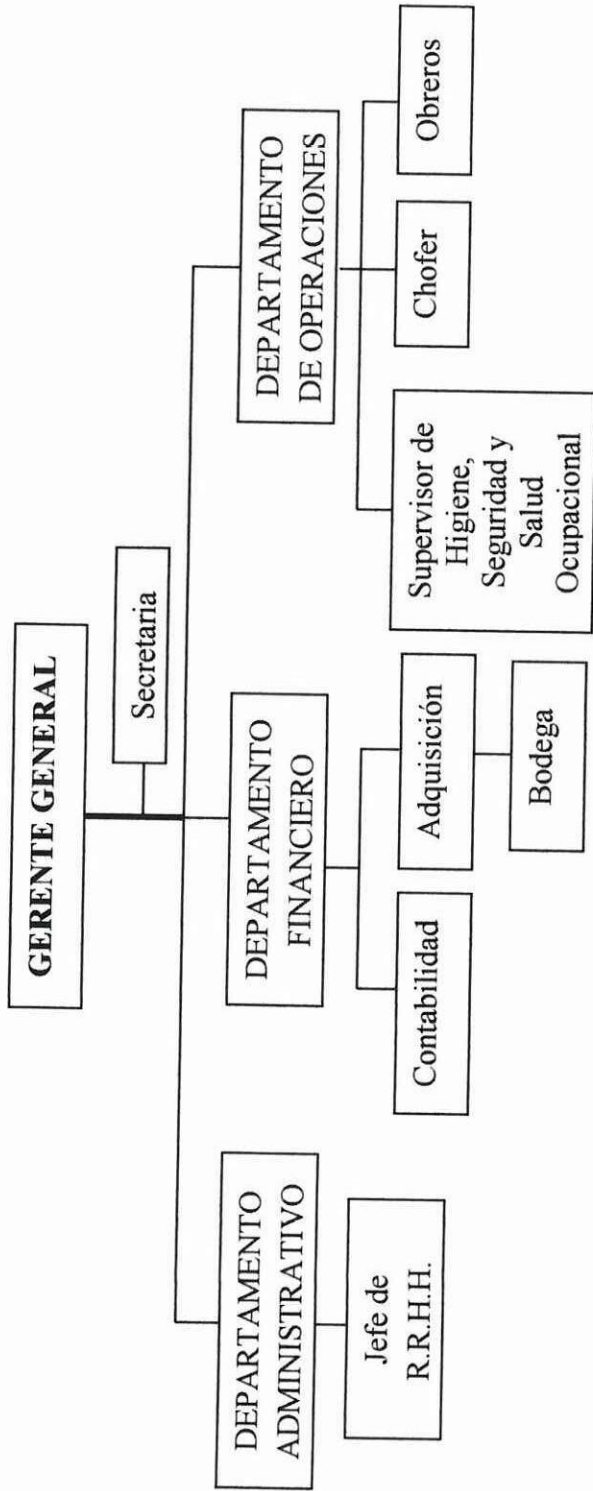 GERENTE GENERAL
Secretaria
DEPARTAMENTO
ADMINISTRATIVO
Jefe de
R.R.H.H.
DEPARTAMENTO
FINANCIERO
Contabilidad
Adquisición
Bodega
DEPARTAMENTO
DE OPERACIONES
Supervisor de
Higiene,
Seguridad y
Salud
Ocupacional
Chofer
Obreros